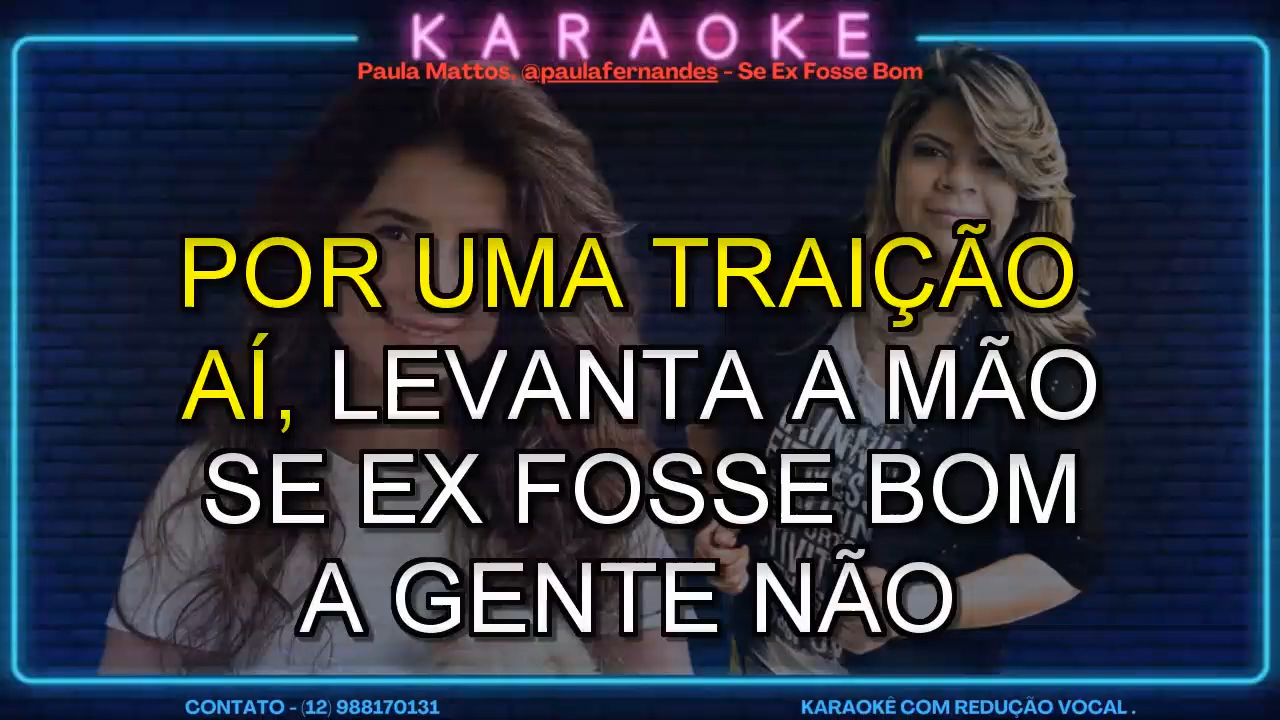 KARAOKE
Paula Mattos. @paulafernandes - Se Ex Fosse Bom
POR UMA TRAIÇÃO
AÍ, LEVANTA A MÃO
SE EX FOSSE BOM
A GENTE NÃO
CONTATO - (12) 988170131
KARAOKÊ COM REDUÇÃO VOCAL .